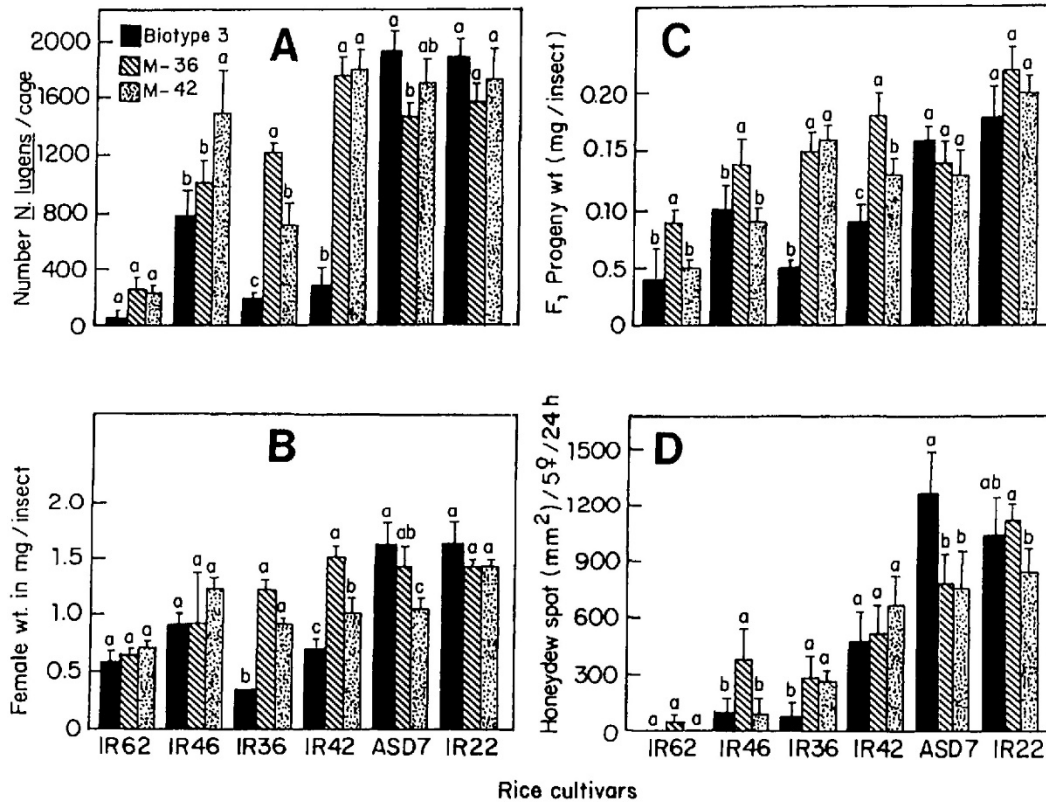 A
Biotype 3
M-36
M-42
Number N. lugens/cage
2000
1600
1200
800
400
0
a a a
b b a
c a b
b a a
a b ab
a a a
C
F, Progeny wt (mg/insect)
0.20
0.15
0.10
0.5
0
b a b
b a b
b a a
c a b
a a a
a a a
B
Female wt. in mg/insect
2.0
1.5
1.0
0.5
0
a a a
a a a
b a a
c a b
a ab c
a a a
IR62 IR46 IR36 IR42 ASD7 IR22
D
Honeydew spot (mm²)/5♀/24 h
1500
1200
900
600
300
0
a a a
b a b
b a a
a a a
a b b
ab a b
IR62 IR46 IR36 IR42 ASD7 IR22
Rice cultivars